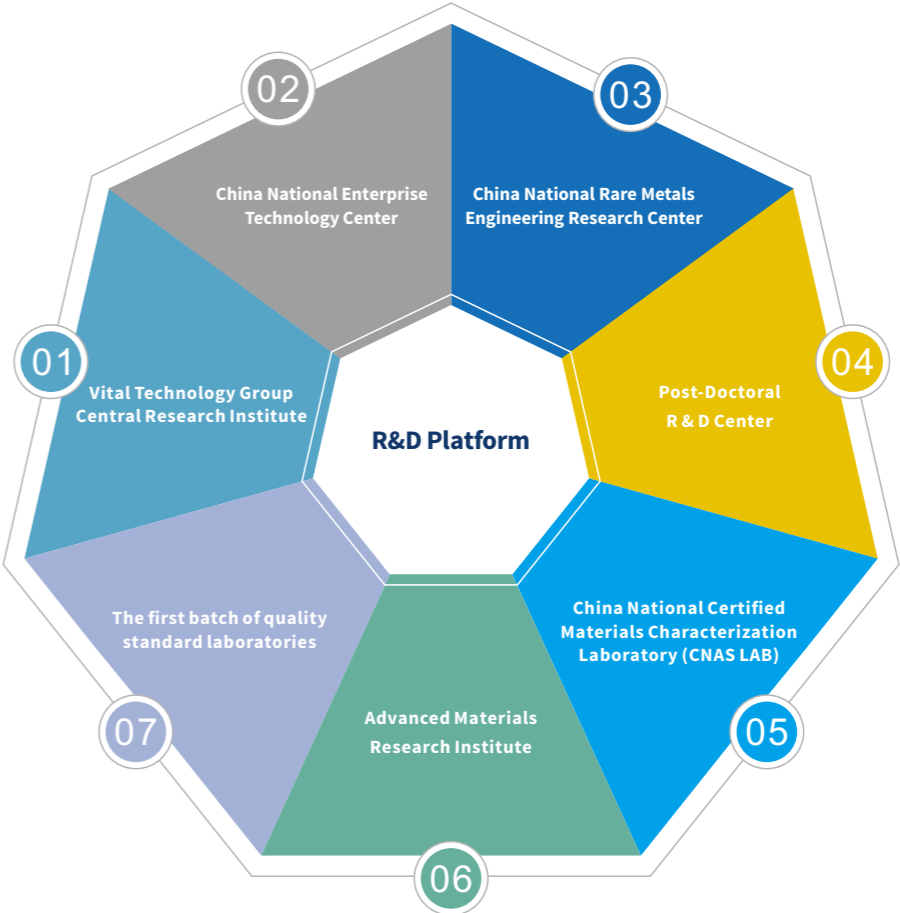 01
Vital Technology Group
Central Research Institute
02
China National Enterprise
Technology Center
03
China National Rare Metals
Engineering Research Center
04
Post-Doctoral
R & D Center
05
China National Certified
Materials Characterization
Laboratory (CNAS LAB)
06
Advanced Materials
Research Institute
07
The first batch of quality
standard laboratories
R&D Platform